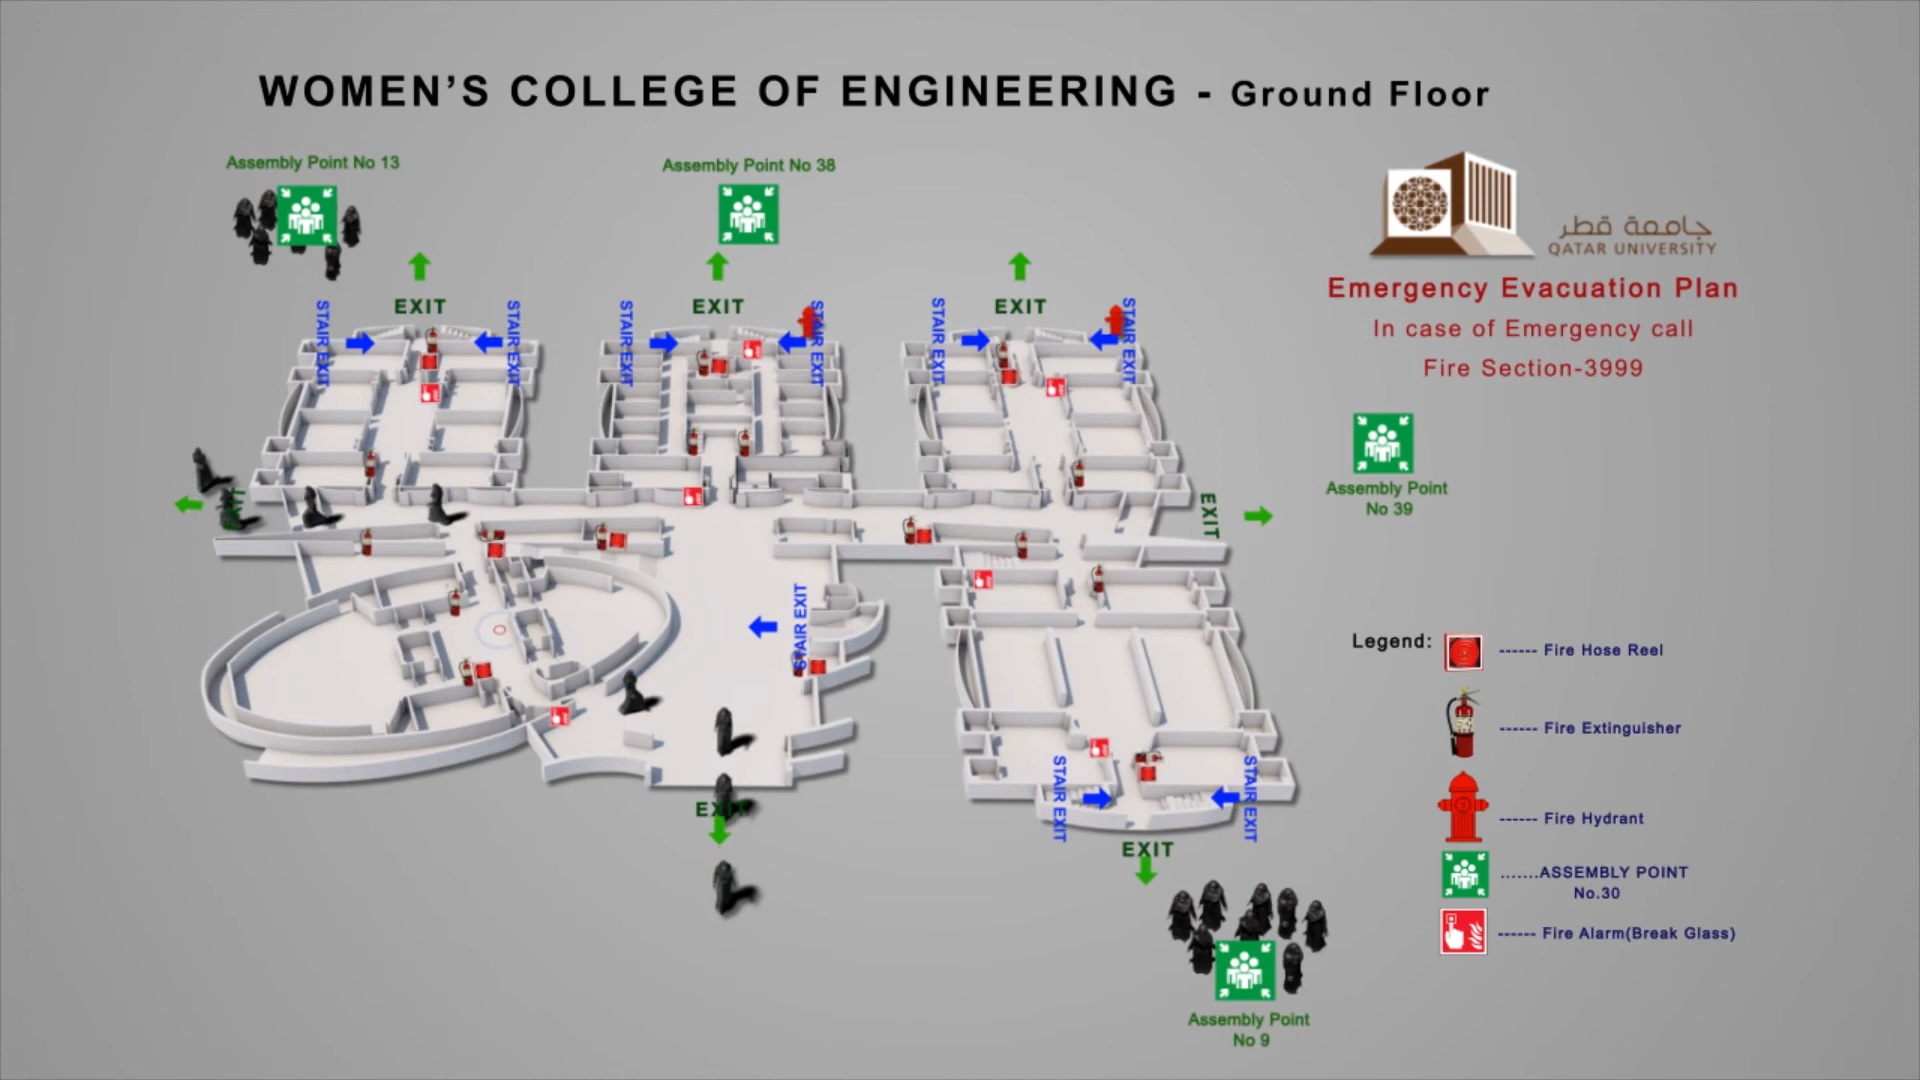 WOMEN'S COLLEGE OF ENGINEERING - Ground Floor
Assembly Point No 13
Assembly Point No 38
جامعة قطر
QATAR UNIVERSITY
Emergency Evacuation Plan
In case of Emergency call
Fire Section-3999
EXIT
EXIT
EXIT
STAIR EXIT
STAIR EXIT
STAIR EXIT
STAIR EXIT
STAIR EXIT
STAIR EXIT
Assembly Point
No 39
EXIT
STAIR EXIT
Legend:
------ Fire Hose Reel
------ Fire Extinguisher
------ Fire Hydrant
.......ASSEMBLY POINT
No.30
------ Fire Alarm(Break Glass)
STAIR EXIT
STAIR EXIT
EXIT
EXIT
Assembly Point
No 9